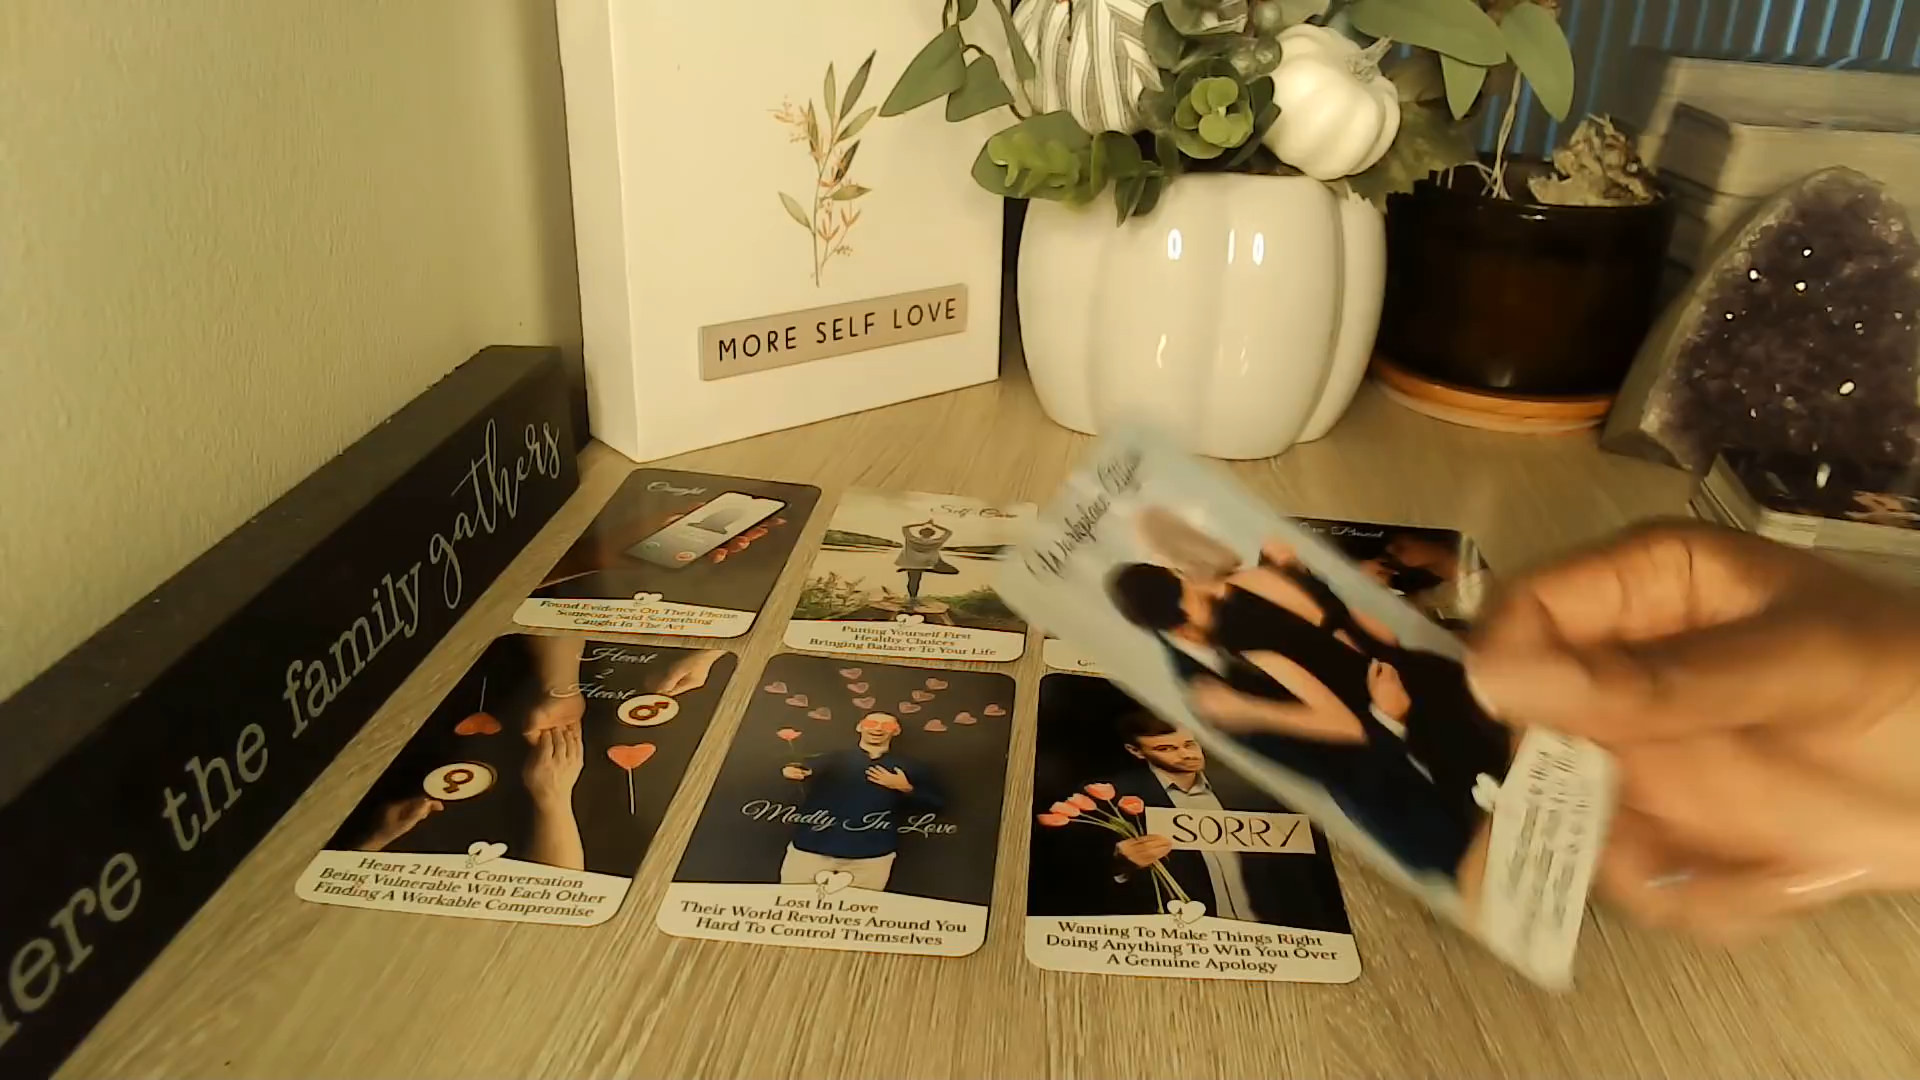 MORE SELF LOVE
here the family gathers
Caught
Found Evidence On Their Phone
Someone Said Something
Caught In The Act
Self-Care
Putting Yourself First
Healthy Choices
Bringing Balance To Your Life
Workplace
Heart
2
Heart
Heart 2 Heart Conversation
Being Vulnerable With Each Other
Finding A Workable Compromise
Madly In Love
Lost In Love
Their World Revolves Around You
Hard To Control Themselves
SORRY
Wanting To Make Things Right
Doing Anything To Win You Over
A Genuine Apology